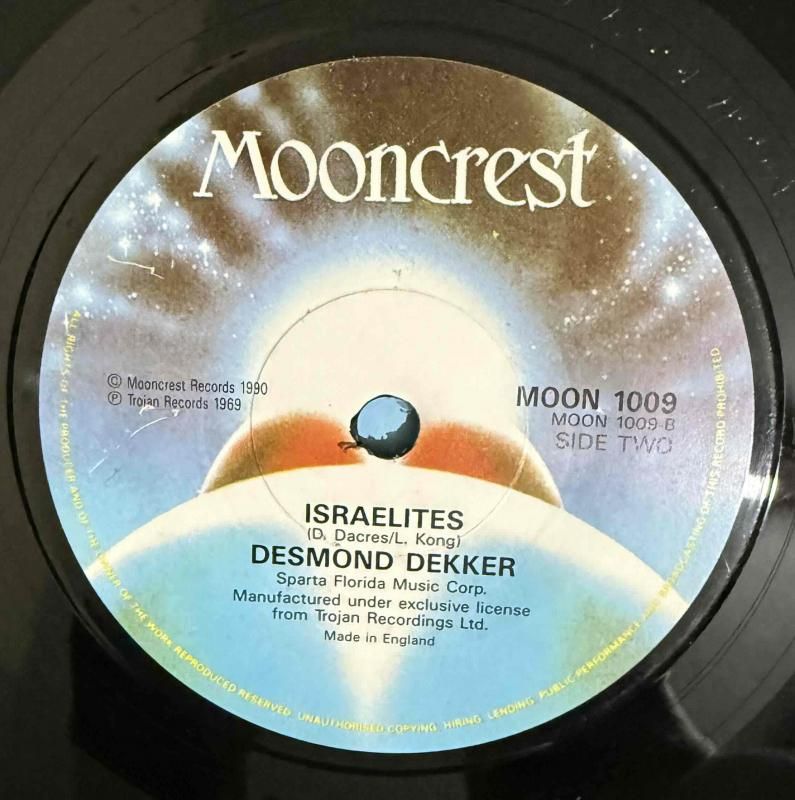 Mooncrest
© Mooncrest Records 1990
℗ Trojan Records 1969
MOON 1009
MOON 1009-B
SIDE TWO
ISRAELITES
(D. Dacres/L. Kong)
DESMOND DEKKER
Sparta Florida Music Corp.
Manufactured under exclusive license
from Trojan Recordings Ltd.
Made in England
ALL RIGHTS OF THE PRODUCER AND OF THE OWNER OF THE WORK REPRODUCED RESERVED. UNAUTHORISED COPYING, HIRING, LENDING, PUBLIC PERFORMANCE AND BROADCASTING OF THIS RECORD PROHIBITED